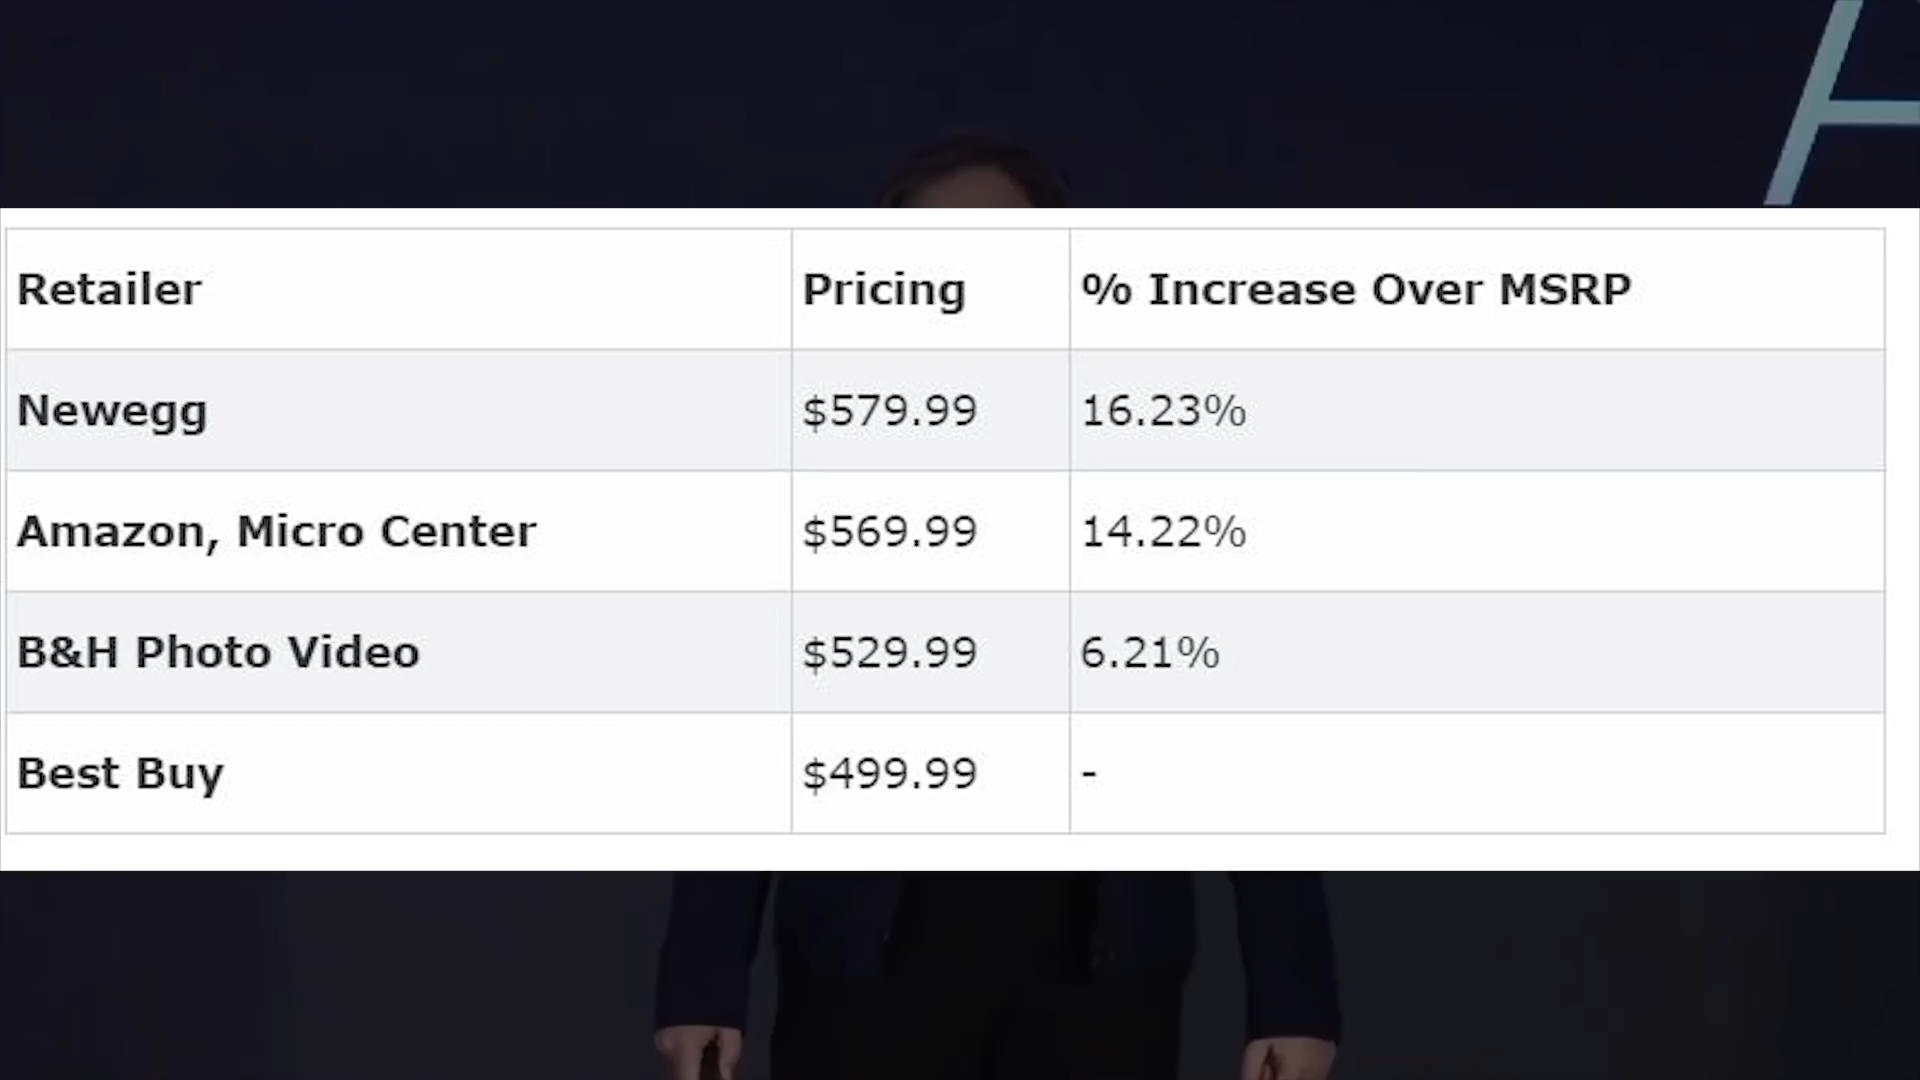 Retailer Pricing % Increase Over MSRP
Newegg $579.99 16.23%
Amazon, Micro Center $569.99 14.22%
B&H Photo Video $529.99 6.21%
Best Buy $499.99 -